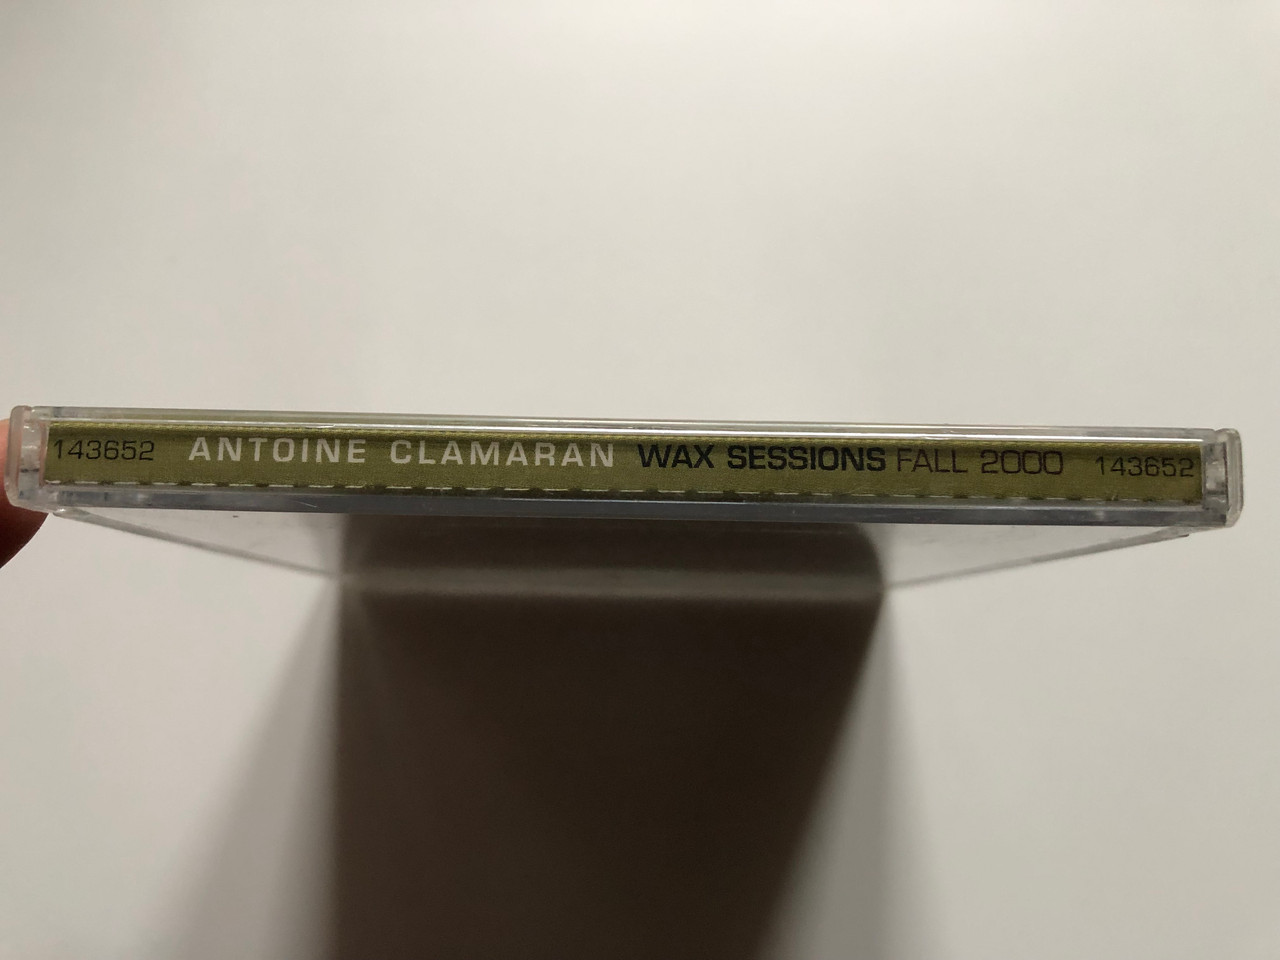 143652 ANTOINE CLAMARAN WAX SESSIONS FALL 2000 143652